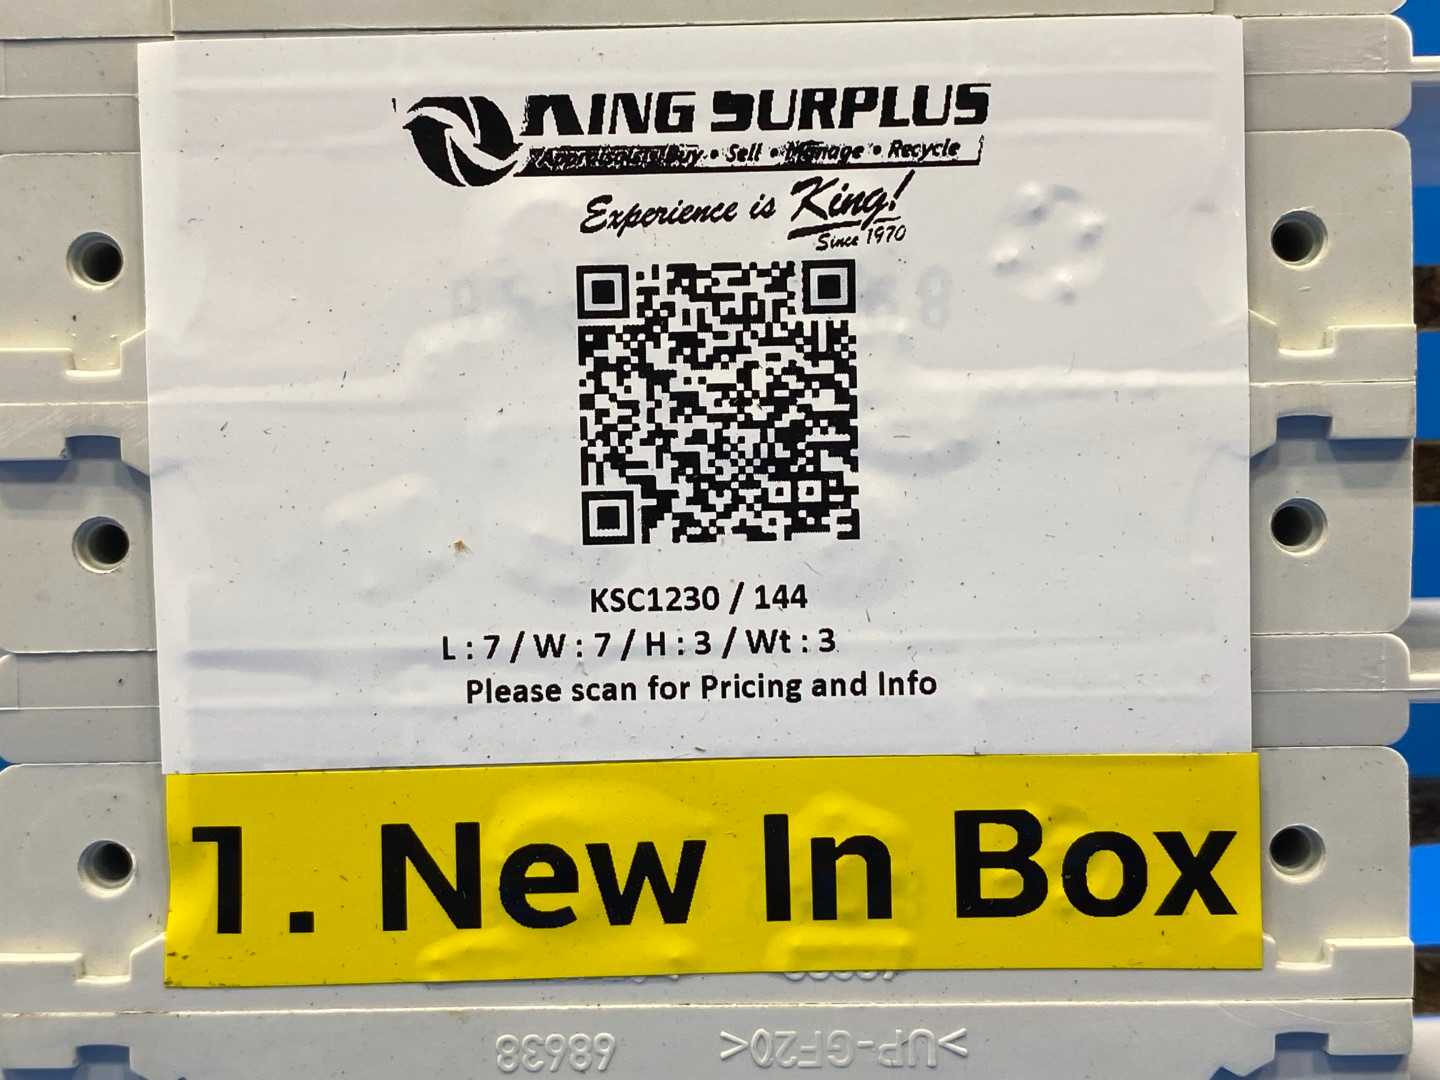 KING SURPLUS
Appraisals • Buy • Sell • Manage • Recycle
Experience is King!
Since 1970
KSC1230 / 144
L : 7 / W : 7 / H : 3 / Wt : 3
Please scan for Pricing and Info
1. New In Box
68638 >UP-GF20<